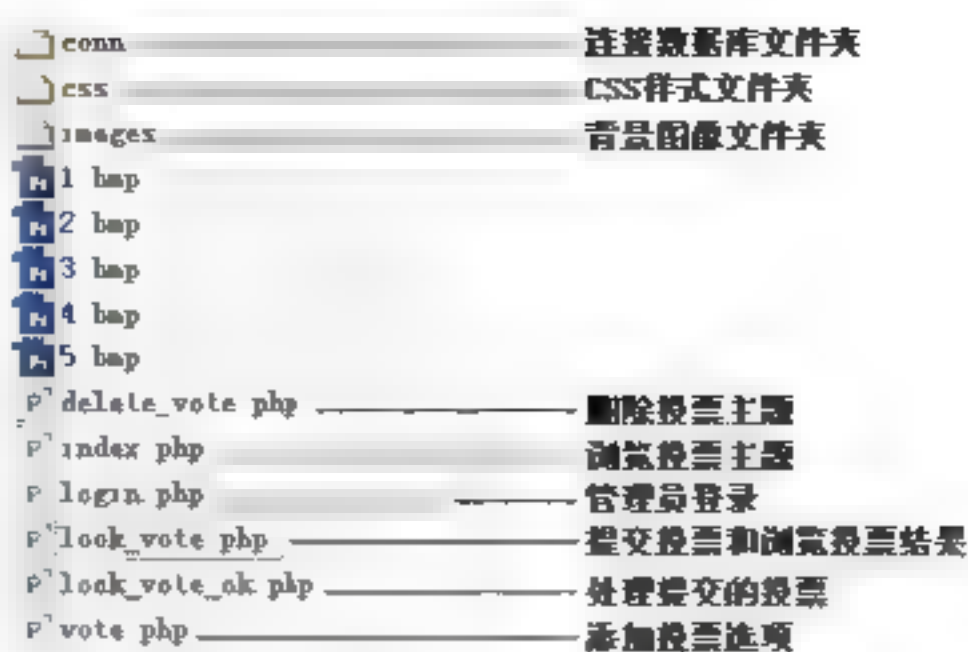 conn 连接数据库文件夹
css CSS样式文件夹
images 背景图像文件夹
1 bmp
2 bmp
3 bmp
4 bmp
5 bmp
delete_vote php 删除投票主题
index php 浏览投票主题
login php 管理员登录
look_vote php 提交投票和浏览投票结果
look_vote_ok php 处理提交的投票
vote php 添加投票选项